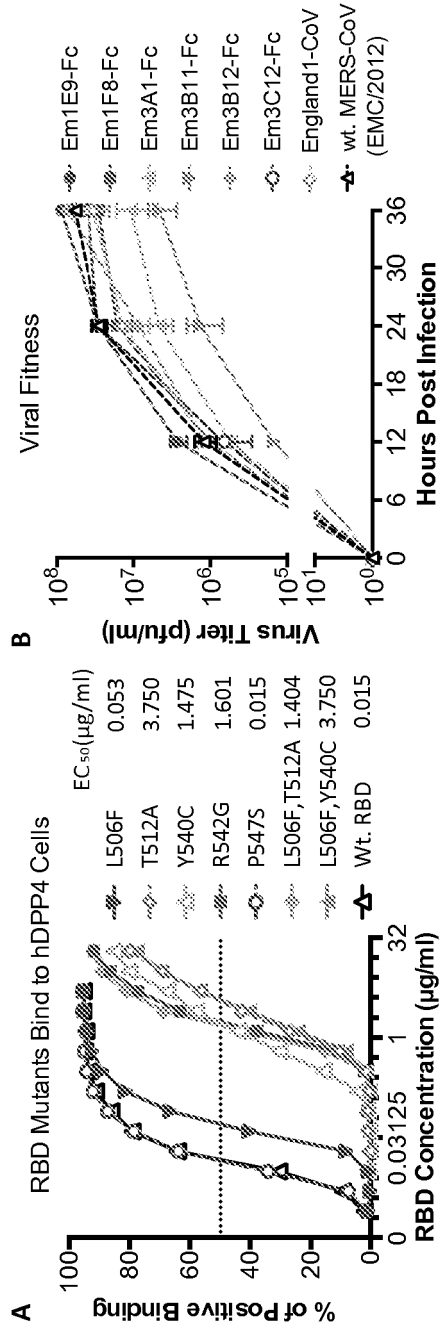 A
RBD Mutants Bind to hDPP4 Cells
% of Positive Binding
100
80
60
40
20
0
0
0.03125
1
32
RBD Concentration (μg/ml)
EC50(μg/ml)
L506F 0.053
T512A 3.750
Y540C 1.475
R542G 1.601
P547S 0.015
L506F,T512A 1.404
L506F,Y540C 3.750
Wt. RBD 0.015
B
Viral Fitness
Virus Titer (pfu/ml)
10^8
10^7
10^6
10^5
10^1
10^0
0
6
12
18
24
30
36
Hours Post Infection
Em1E9-Fc
Em1F8-Fc
Em3A1-Fc
Em3B11-Fc
Em3B12-Fc
Em3C12-Fc
England1-CoV
wt. MERS-CoV
(EMC/2012)